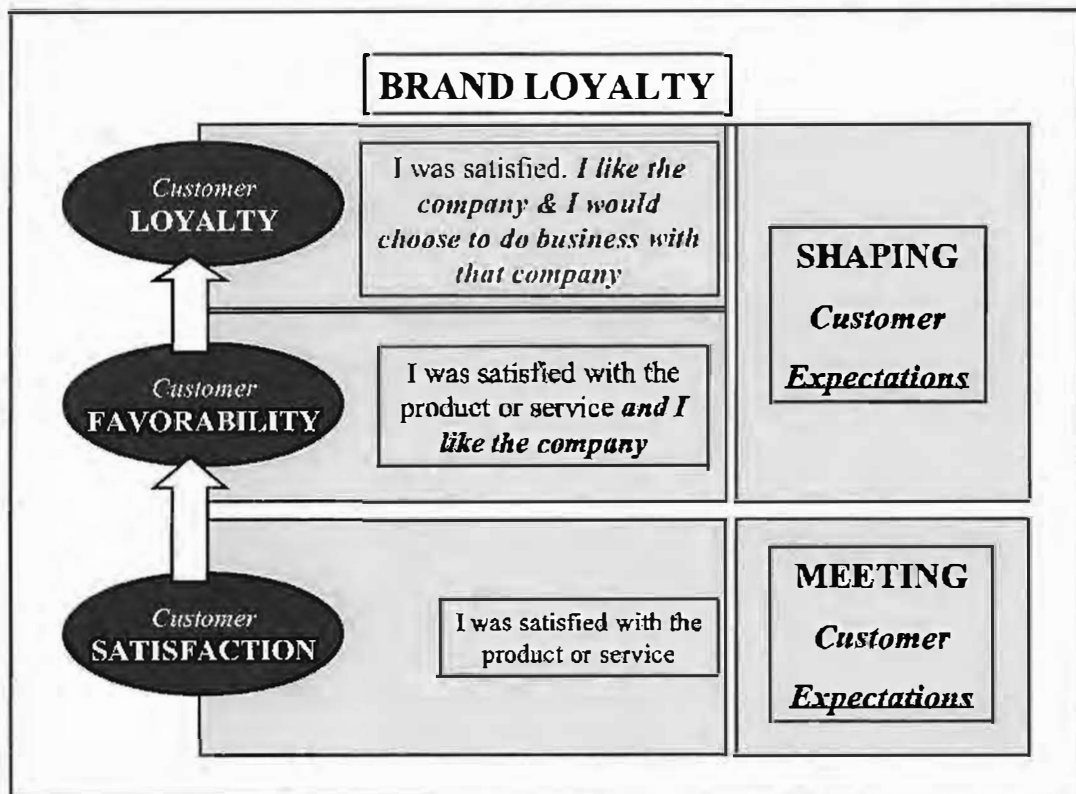 BRAND LOYALTY
Customer
LOYALTY
I was satisfied. I like the
company & I would
choose to do business with
that company
SHAPING
Customer
Expectations
Customer
FAVORABILITY
I was satisfied with the
product or service and I
like the company
Customer
SATISFACTION
I was satisfied with the
product or service
MEETING
Customer
Expectations